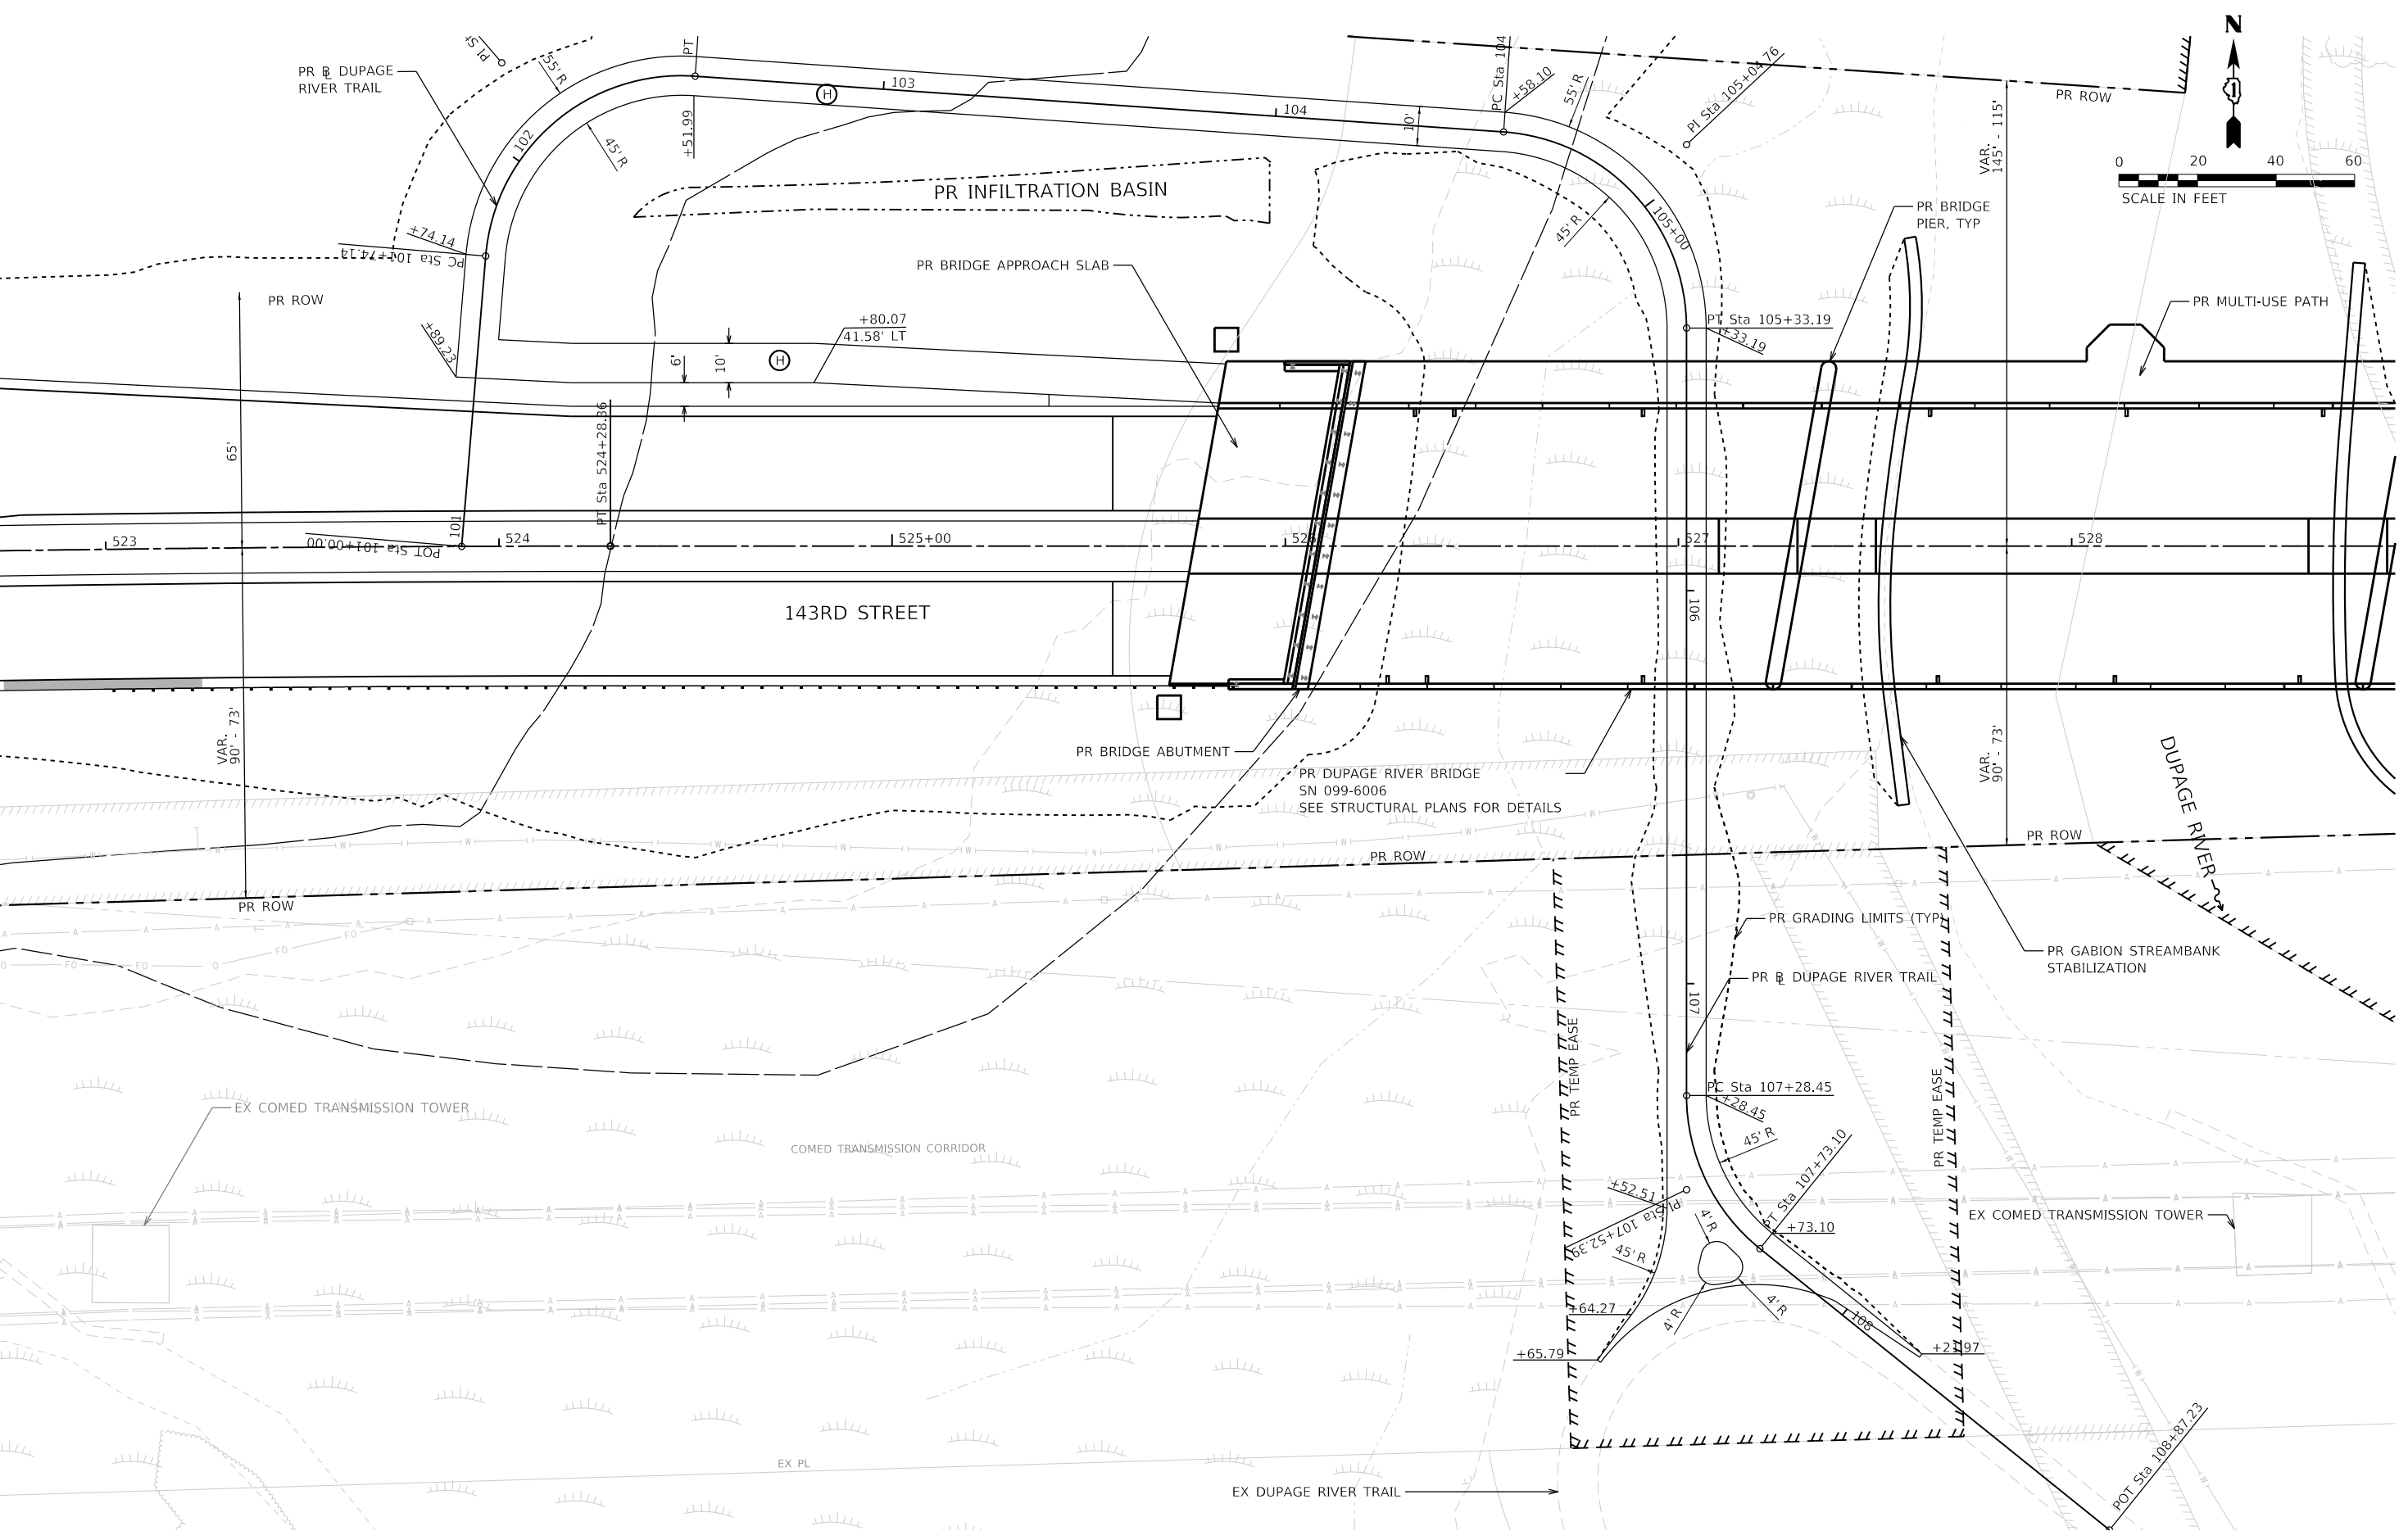 N
PI St
PT
55' R
PR BL DUPAGE
RIVER TRAIL
103
H
PC Sta 104
+58.10
55' R
PI Sta 105+04.76
PR ROW
VAR.
145' - 115'
0 20 40 60
SCALE IN FEET
102
45' R
+51.99
104
10'
PR INFILTRATION BASIN
PR BRIDGE
PIER, TYP
45' R
105+00
+74.14
PC Sta 101+74.14
PR BRIDGE APPROACH SLAB
PR ROW
PR MULTI-USE PATH
+89.23
+80.07
41.58' LT
6'
10'
H
PT Sta 105+33.19
+33.19
65'
PT Sta 524+28.36
101
POT Sta 101+00.00
523
524
525+00
526
527
528
143RD STREET
106
VAR.
90' - 73'
PR BRIDGE ABUTMENT
PR DUPAGE RIVER BRIDGE
SN 099-6006
SEE STRUCTURAL PLANS FOR DETAILS
VAR.
90' - 73'
DUPAGE RIVER
PR ROW
PR ROW
PR ROW
PR GRADING LIMITS (TYP)
PR GABION STREAMBANK
STABILIZATION
PR BL DUPAGE RIVER TRAIL
107
PR TEMP EASE
PR TEMP EASE
PC Sta 107+28.45
+28.45
45' R
EX COMED TRANSMISSION TOWER
COMED TRANSMISSION CORRIDOR
PT Sta 107+73.10
+73.10
+52.51
PI Sta 107+52.39
45' R
4' R
EX COMED TRANSMISSION TOWER
+64.27
4' R
4' R
108
+65.79
+21.97
POT Sta 108+87.23
EX PL
EX DUPAGE RIVER TRAIL